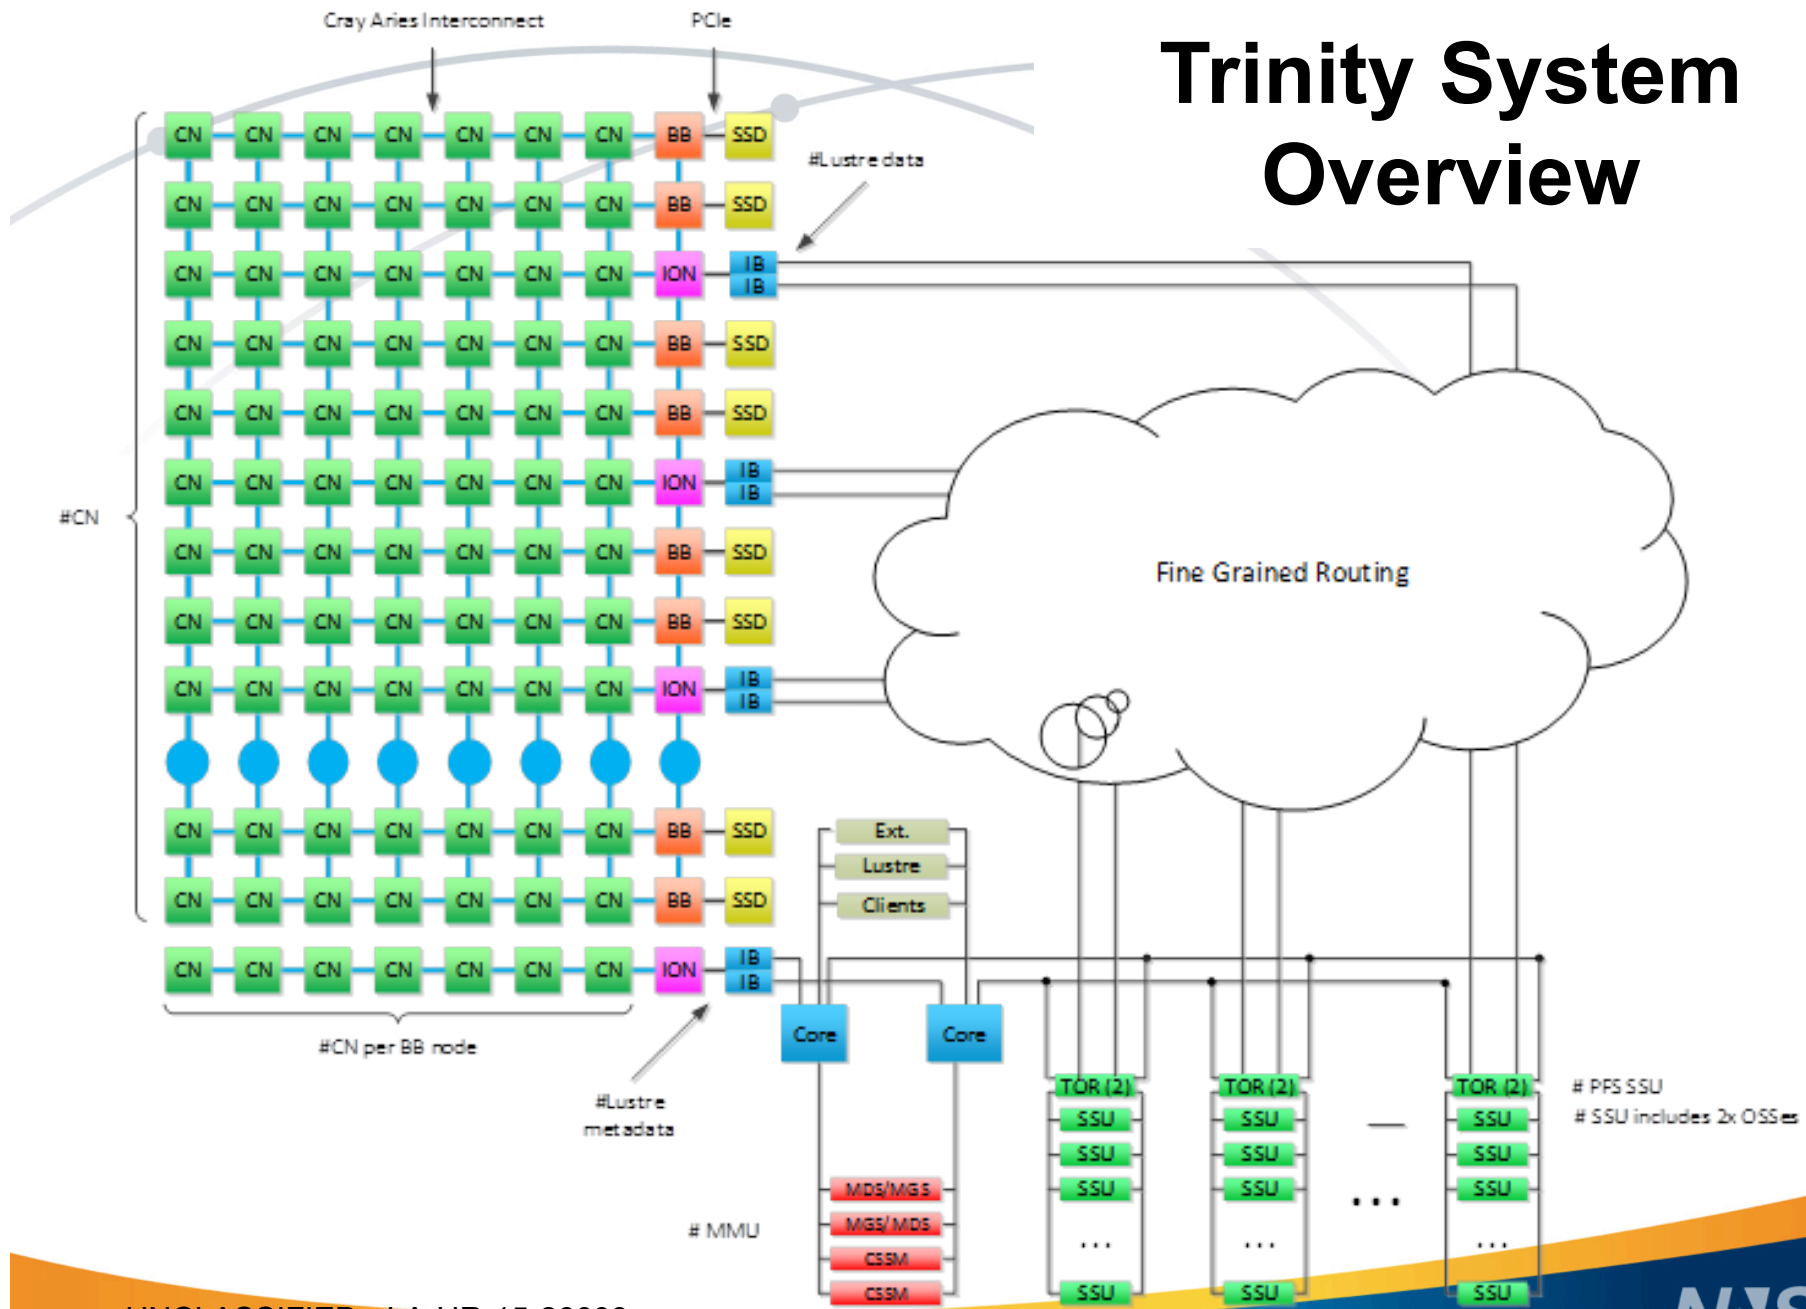 Cray Aries Interconnect
PCIe
Trinity System
Overview
CN CN CN CN CN CN CN BB SSD
#Lustre data
CN CN CN CN CN CN CN BB SSD
CN CN CN CN CN CN CN ION IB
IB
CN CN CN CN CN CN CN BB SSD
CN CN CN CN CN CN CN BB SSD
CN CN CN CN CN CN CN ION IB
IB
#CN
CN CN CN CN CN CN CN BB SSD
Fine Grained Routing
CN CN CN CN CN CN CN BB SSD
CN CN CN CN CN CN CN ION IB
IB
CN CN CN CN CN CN CN BB SSD
Ext.
Lustre
Clients
CN CN CN CN CN CN CN BB SSD
CN CN CN CN CN CN CN ION IB
IB
Core Core
#CN per BB node
#Lustre
metadata
TOR (2) TOR (2) TOR (2)
# PFS SSU
SSU SSU SSU
# SSU includes 2x OSSes
SSU SSU SSU
SSU SSU SSU
...
... ... ...
SSU SSU SSU
# MMU
MDS/MGS
MGS/MDS
CSSM
CSSM